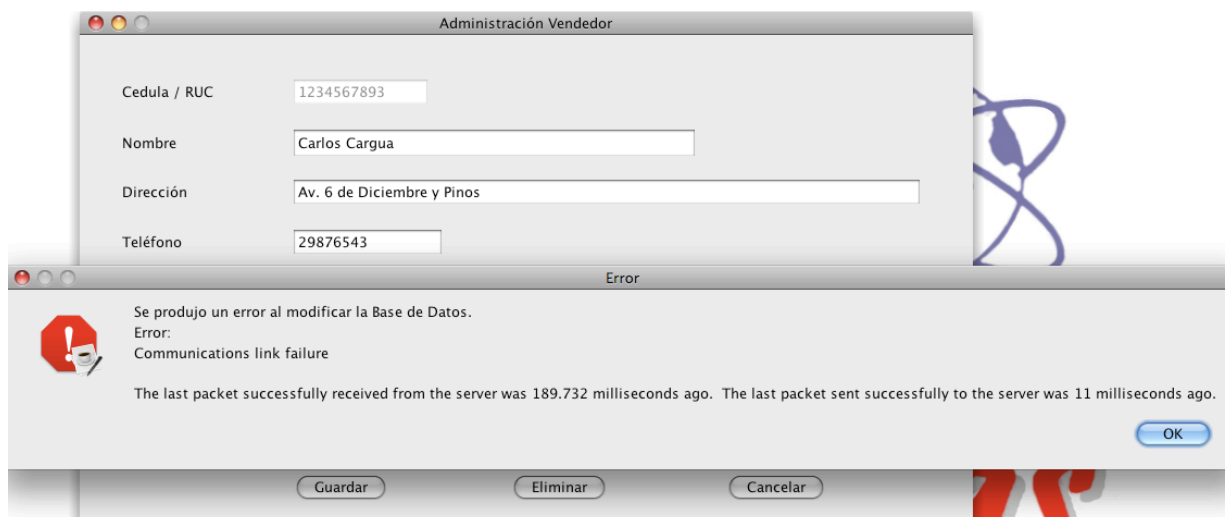 Administración Vendedor
Cedula / RUC 1234567893
Nombre Carlos Cargua
Dirección Av. 6 de Diciembre y Pinos
Teléfono 29876543
Error
Se produjo un error al modificar la Base de Datos.
Error:
Communications link failure
The last packet successfully received from the server was 189.732 milliseconds ago.  The last packet sent successfully to the server was 11 milliseconds ago.
OK
Guardar Eliminar Cancelar